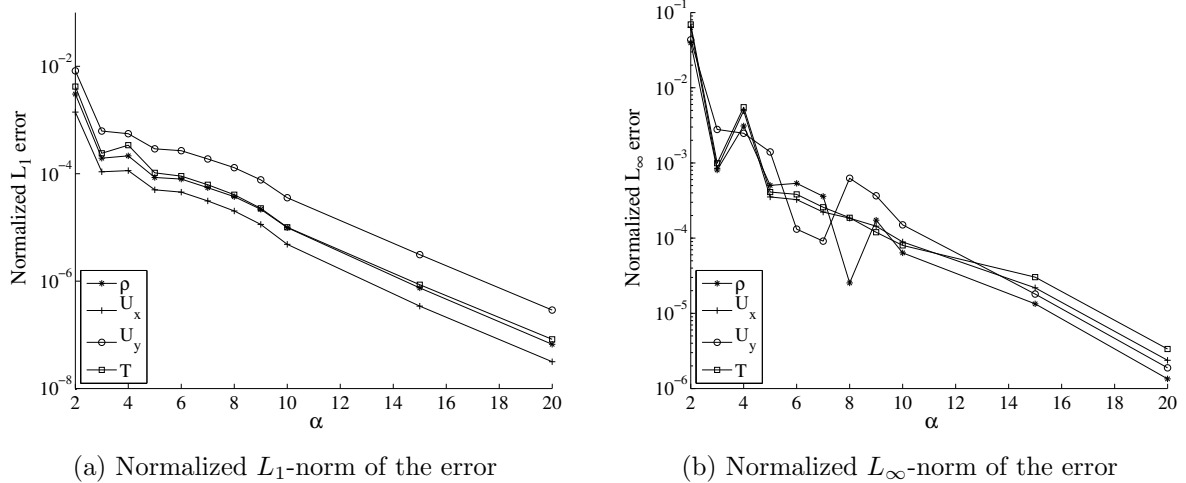 Normalized L₁ error
10⁻²
10⁻⁴
10⁻⁶
10⁻⁸
ρ
Uₓ
U_y
T
2 4 6 8 10 12 14 16 18 20
α
(a) Normalized L₁-norm of the error
Normalized L∞ error
10⁻¹
10⁻²
10⁻³
10⁻⁴
10⁻⁵
10⁻⁶
ρ
Uₓ
U_y
T
2 4 6 8 10 12 14 16 18 20
α
(b) Normalized L∞-norm of the error